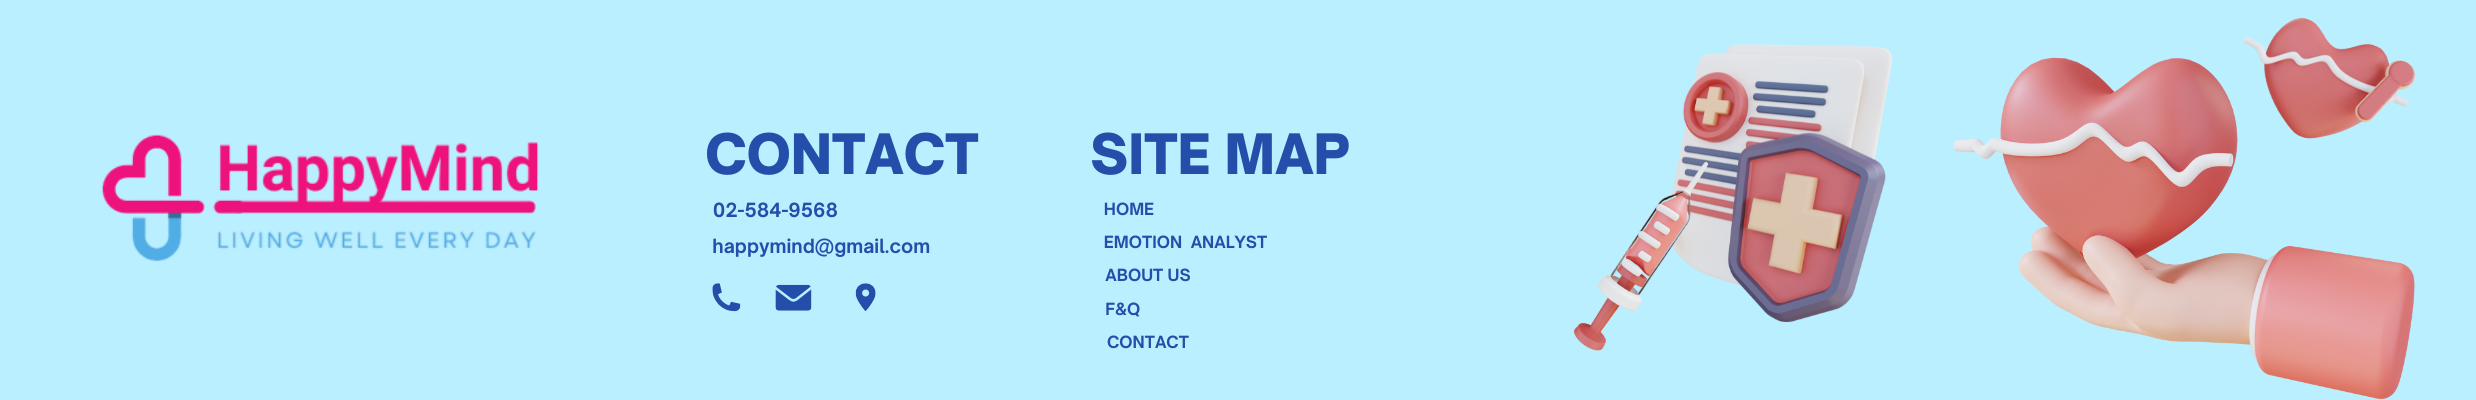 HappyMind
LIVING WELL EVERY DAY
CONTACT
02-584-9568
happymind@gmail.com
SITE MAP
HOME
EMOTION ANALYST
ABOUT US
F&Q
CONTACT